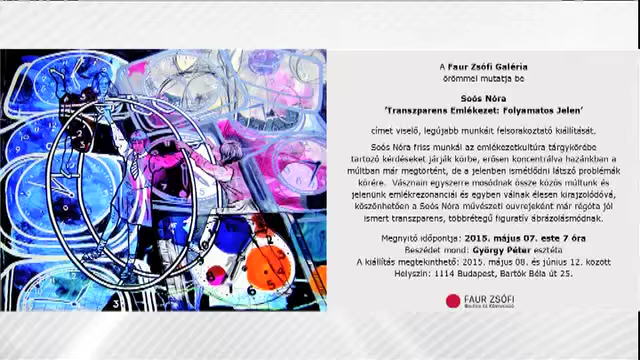 A Faur Zsófi Galéria
örömmel mutatja be
Soós Nóra
'Transzparens Emlékezet: Folyamatos Jelen'
címet viselő, legújabb munkáit felsorakoztató kiállítását.
Soós Nóra friss munkái az emlékezetkultúra tárgykörébe
tartozó kérdéseket járják körbe, erősen koncentrálva hazánkban a
múltban már megtörtént, de a jelenben ismétlődni látszó problémák
körére. Vásznain egyszerre mosódnak össze közös múltunk és
jelenünk emlékrezonanciái és egyben válnak élesen kirajzolódóvá,
köszönhetően a Soós Nóra művészeti ouvrejeként már régóta jól
ismert transzparens, többrétegű figuratív ábrázolásmódnak.
Megnyitó időpontja: 2015. május 07. este 7 óra
Beszédet mond: György Péter esztéta
A kiállítás megtekinthető: 2015. május 08. és június 12. között
Helyszín: 1114 Budapest, Bartók Béla út 25.
FAUR ZSÓFI